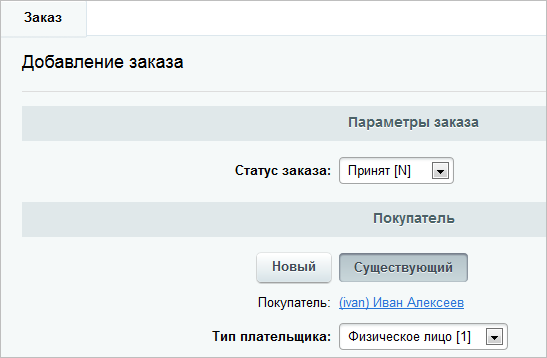 Заказ
Добавление заказа
Параметры заказа
Статус заказа: Принят [N]
Покупатель
Новый Существующий
Покупатель: (ivan) Иван Алексеев
Тип плательщика: Физическое лицо [1]